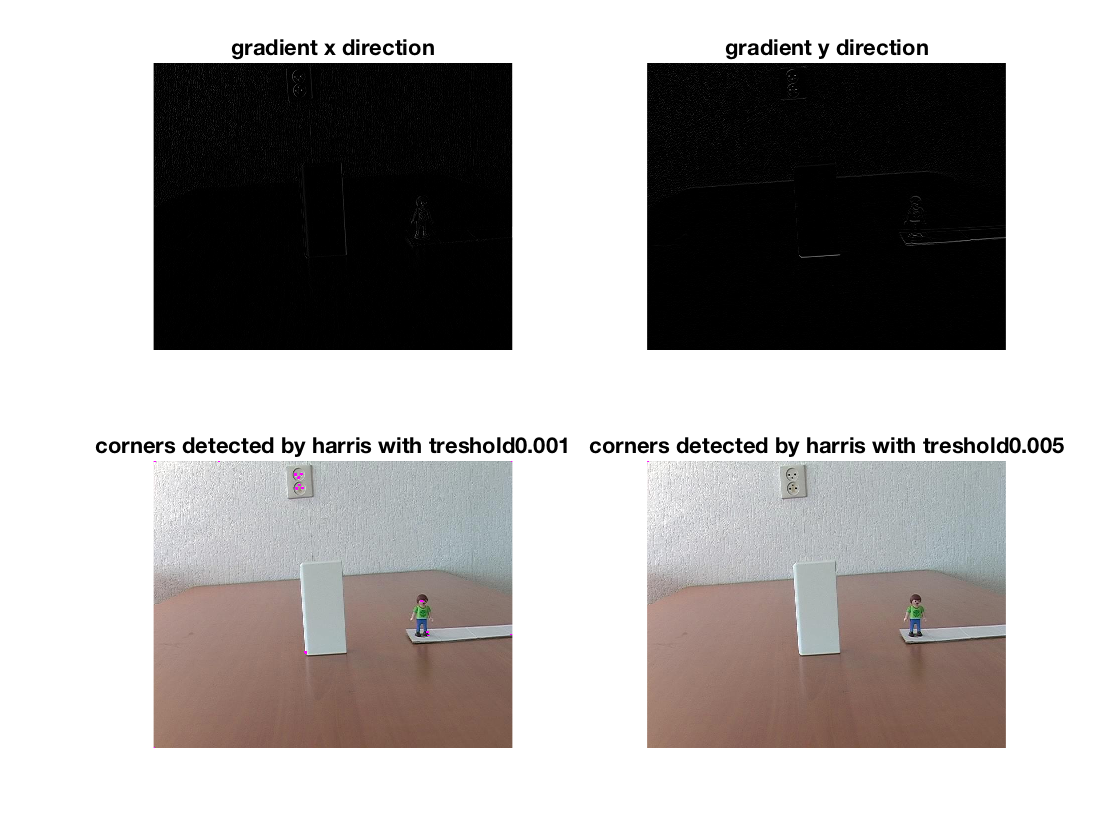 gradient x direction
gradient y direction
corners detected by harris with treshold0.001
corners detected by harris with treshold0.005